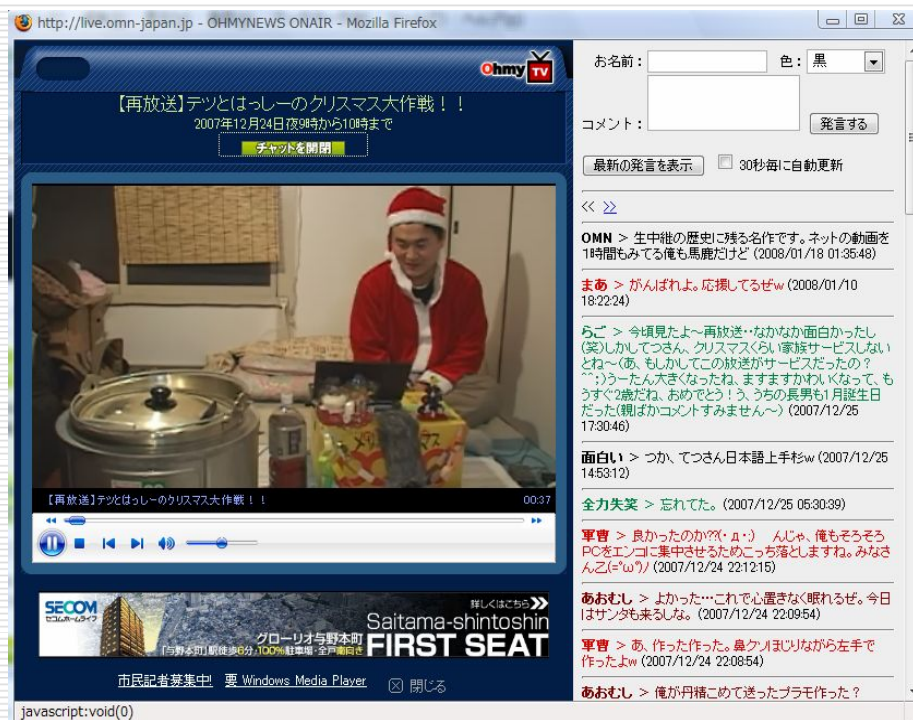 http://live.omn-japan.jp - OHMYNEWS ONAIR - Mozilla Firefox
Ohmy TV
【再放送】テツとはっしーのクリスマス大作戦！！
2007年12月24日夜9時から10時まで
チャットを開閉
【再放送】テツとはっしーのクリスマス大作戦！！
00:37
SECOM
セコムホームライフ
詳しくはこちら
Saitama-shintoshin
グローリオ与野本町
FIRST SEAT
「与野本町」駅徒歩6分/100%駐車場・全戸南向き
市民記者募集中!
要 Windows Media Player
閉じる
お名前：
色：
黒
コメント：
発言する
最新の発言を表示
30秒毎に自動更新
<< >>
OMN > 生中継の歴史に残る名作です。ネットの動画を
1時間もみてる俺も馬鹿だけど (2008/01/18 01:35:48)
まあ > がんばれよ。応援してるぜw (2008/01/10
18:22:24)
らご > 今頃見たよ～再放送・・なかなか面白かったし
(笑)しかしてつさん、クリスマスくらい家族サービスしない
とね～(あ、もしかしてこの放送がサービスだったの？
^^;)うーたん大きくなったね、ますますかわいくなって、も
うすぐ2歳だね、おめでとう！う、うちの長男も1月誕生日
だった(親ばかコメントすみません～) (2007/12/25
17:30:46)
面白い > つか、てつさん日本語上手杉w (2007/12/25
14:53:12)
全力失笑 > 忘れてた。 (2007/12/25 05:30:39)
軍曹 > 良かったのか??(・д・;) んじゃ、俺もそろそろ
PCをエンコに集中させるためこっち落としますね。みなさ
ん乙(=°ω°)ﾉ (2007/12/24 22:12:15)
あおむし > よかった…これで心置きなく眠れるぜ。今日
はサンタも来るしな。 (2007/12/24 22:09:54)
軍曹 > あ、作った作った。鼻クソほじりながら左手で
作ったよw (2007/12/24 22:08:54)
あおむし > 俺が丹精こめて送ったプラモ作った？
javascript:void(0)